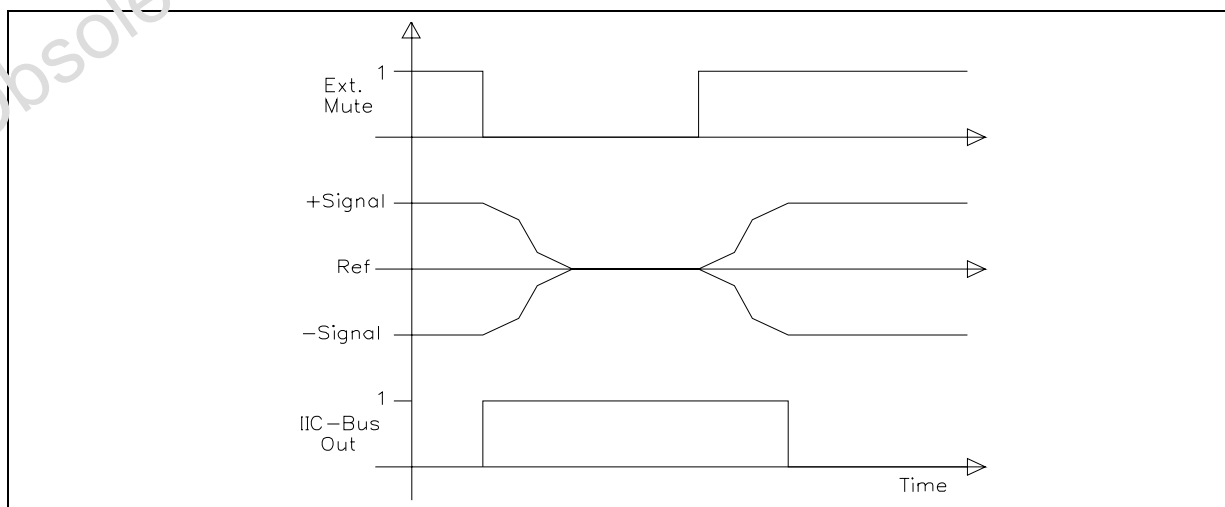 1
Ext.
Mute
+Signal
Ref
−Signal
1
IIC−Bus
Out
Time